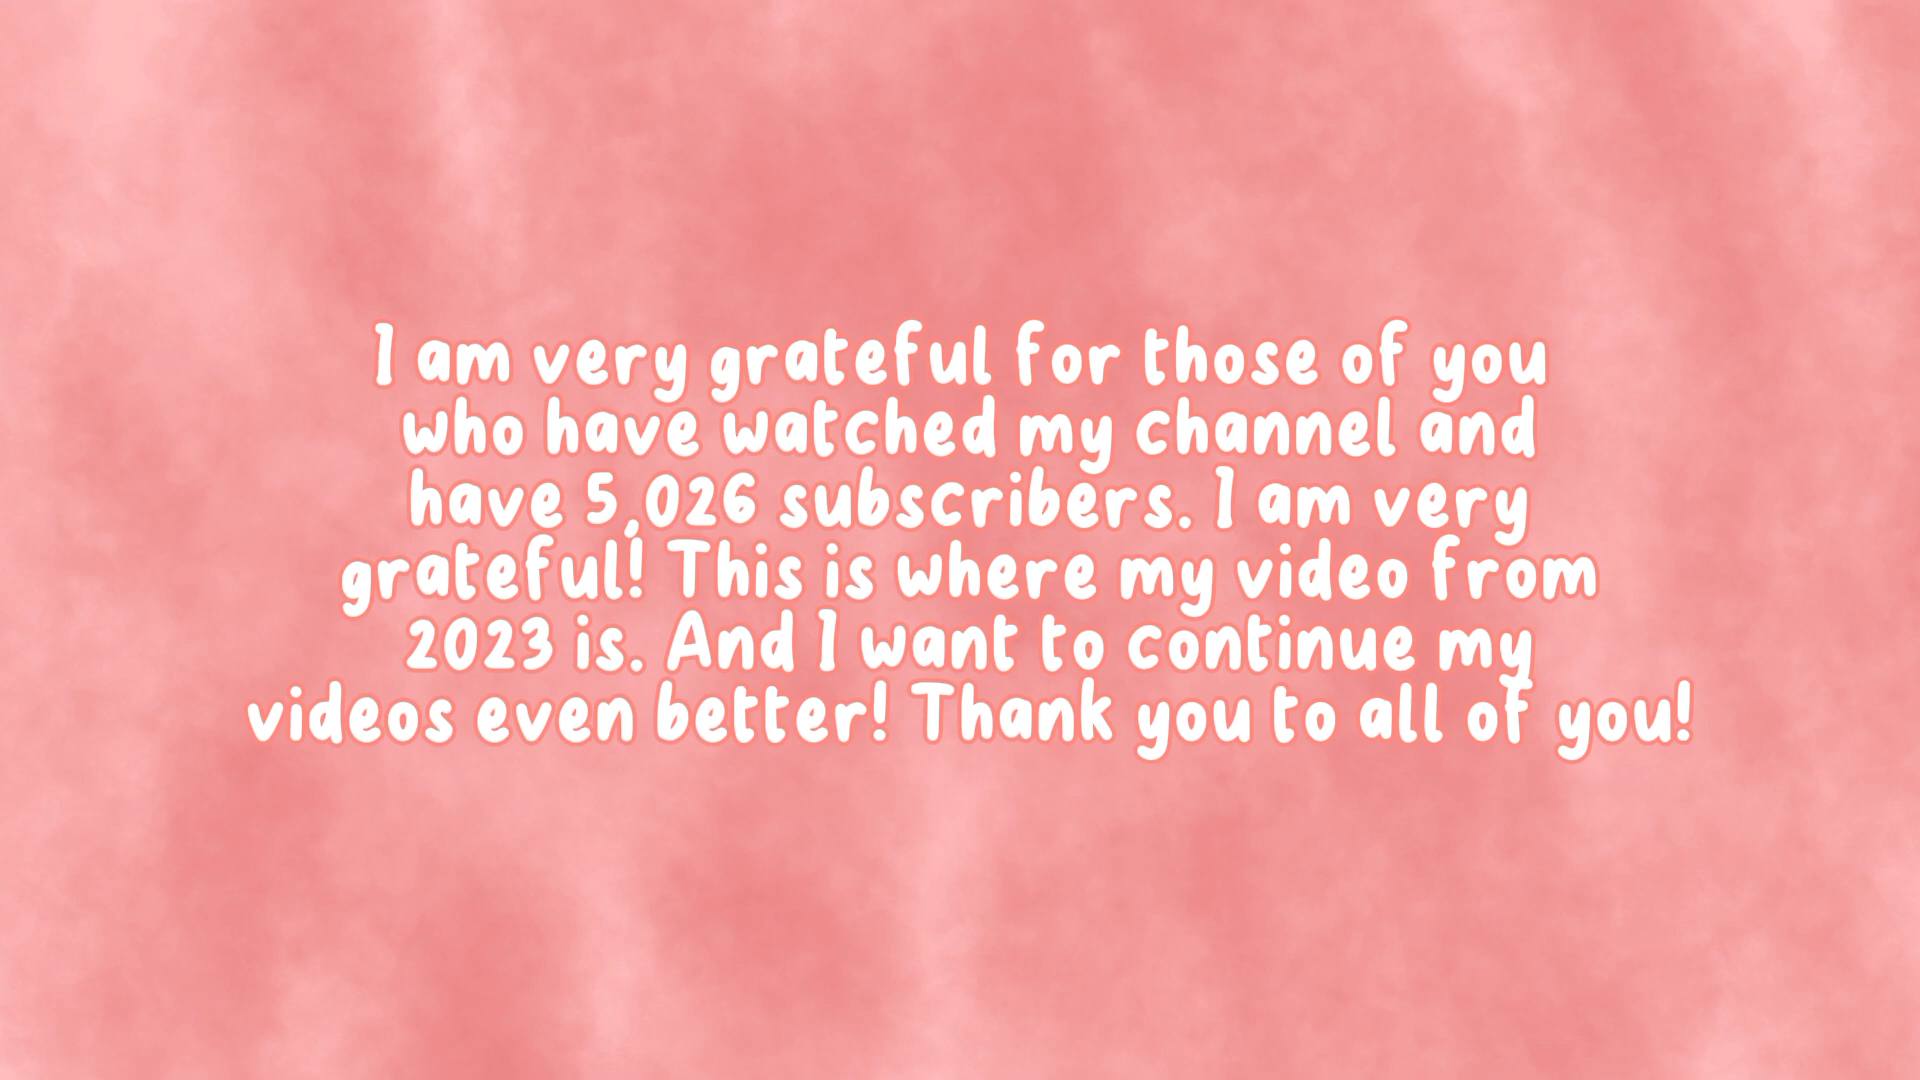 I am very grateful for those of you
who have watched my channel and
have 5,026 subscribers. I am very
grateful! This is where my video from
2023 is. And I want to continue my
videos even better! Thank you to all of you!